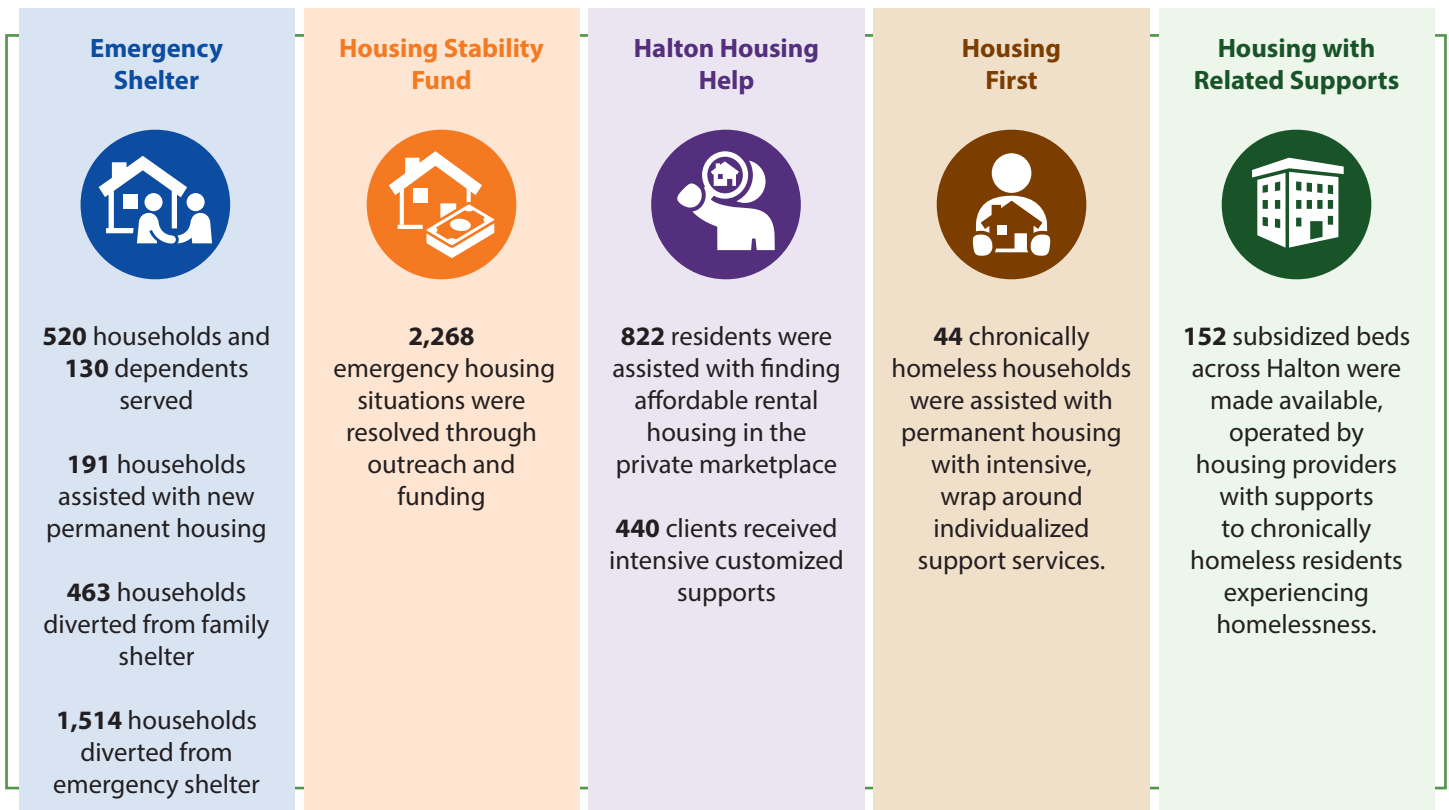 Emergency
Shelter
520 households and
130 dependents
served
191 households
assisted with new
permanent housing
463 households
diverted from family
shelter
1,514 households
diverted from
emergency shelter
Housing Stability
Fund
2,268
emergency housing
situations were
resolved through
outreach and
funding
Halton Housing
Help
822 residents were
assisted with finding
affordable rental
housing in the
private marketplace
440 clients received
intensive customized
supports
Housing
First
44 chronically
homeless households
were assisted with
permanent housing
with intensive,
wrap around
individualized
support services.
Housing with
Related Supports
152 subsidized beds
across Halton were
made available,
operated by
housing providers
with supports
to chronically
homeless residents
experiencing
homelessness.